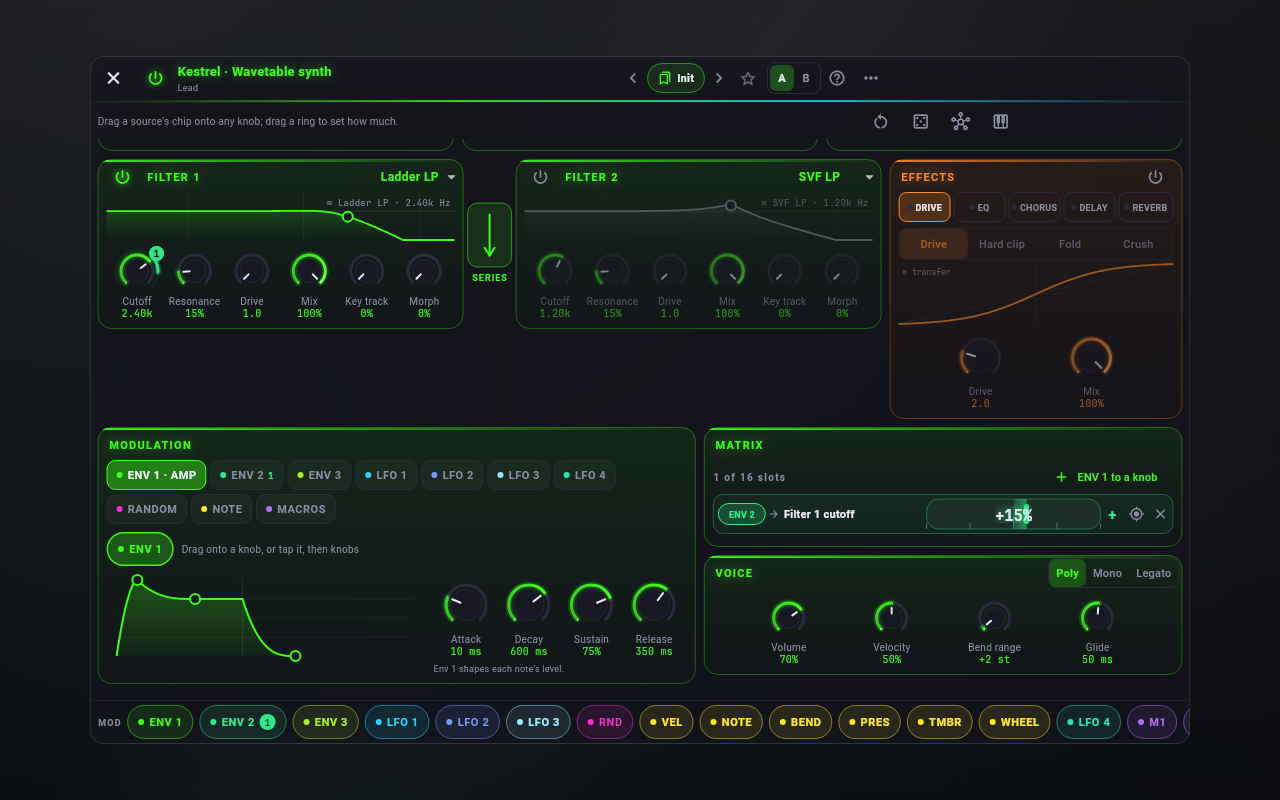 Kestrel · Wavetable synth
Lead
Init
A
B
Drag a source's chip onto any knob; drag a ring to set how much.
FILTER 1
Ladder LP
≈ Ladder LP · 2.40k Hz
1
Cutoff
Resonance
Drive
Mix
Key track
Morph
2.40k
15%
1.0
100%
0%
0%
SERIES
FILTER 2
SVF LP
≈ SVF LP · 1.20k Hz
Cutoff
Resonance
Drive
Mix
Key track
Morph
1.20k
15%
1.0
100%
0%
0%
EFFECTS
DRIVE
EQ
CHORUS
DELAY
REVERB
Drive
Hard clip
Fold
Crush
≈ transfer
Drive
Mix
2.0
100%
MODULATION
ENV 1 · AMP
ENV 2 1
ENV 3
LFO 1
LFO 2
LFO 3
LFO 4
RANDOM
NOTE
MACROS
ENV 1
Drag onto a knob, or tap it, then knobs
Attack
Decay
Sustain
Release
10 ms
600 ms
75%
350 ms
Env 1 shapes each note's level.
MATRIX
1 of 16 slots
+ ENV 1 to a knob
ENV 2
→ Filter 1 cutoff
+15%
+
VOICE
Poly
Mono
Legato
Volume
Velocity
Bend range
Glide
70%
50%
+2 st
50 ms
MOD
ENV 1
ENV 2 1
ENV 3
LFO 1
LFO 2
LFO 3
RND
VEL
NOTE
BEND
PRES
TMBR
WHEEL
LFO 4
M1